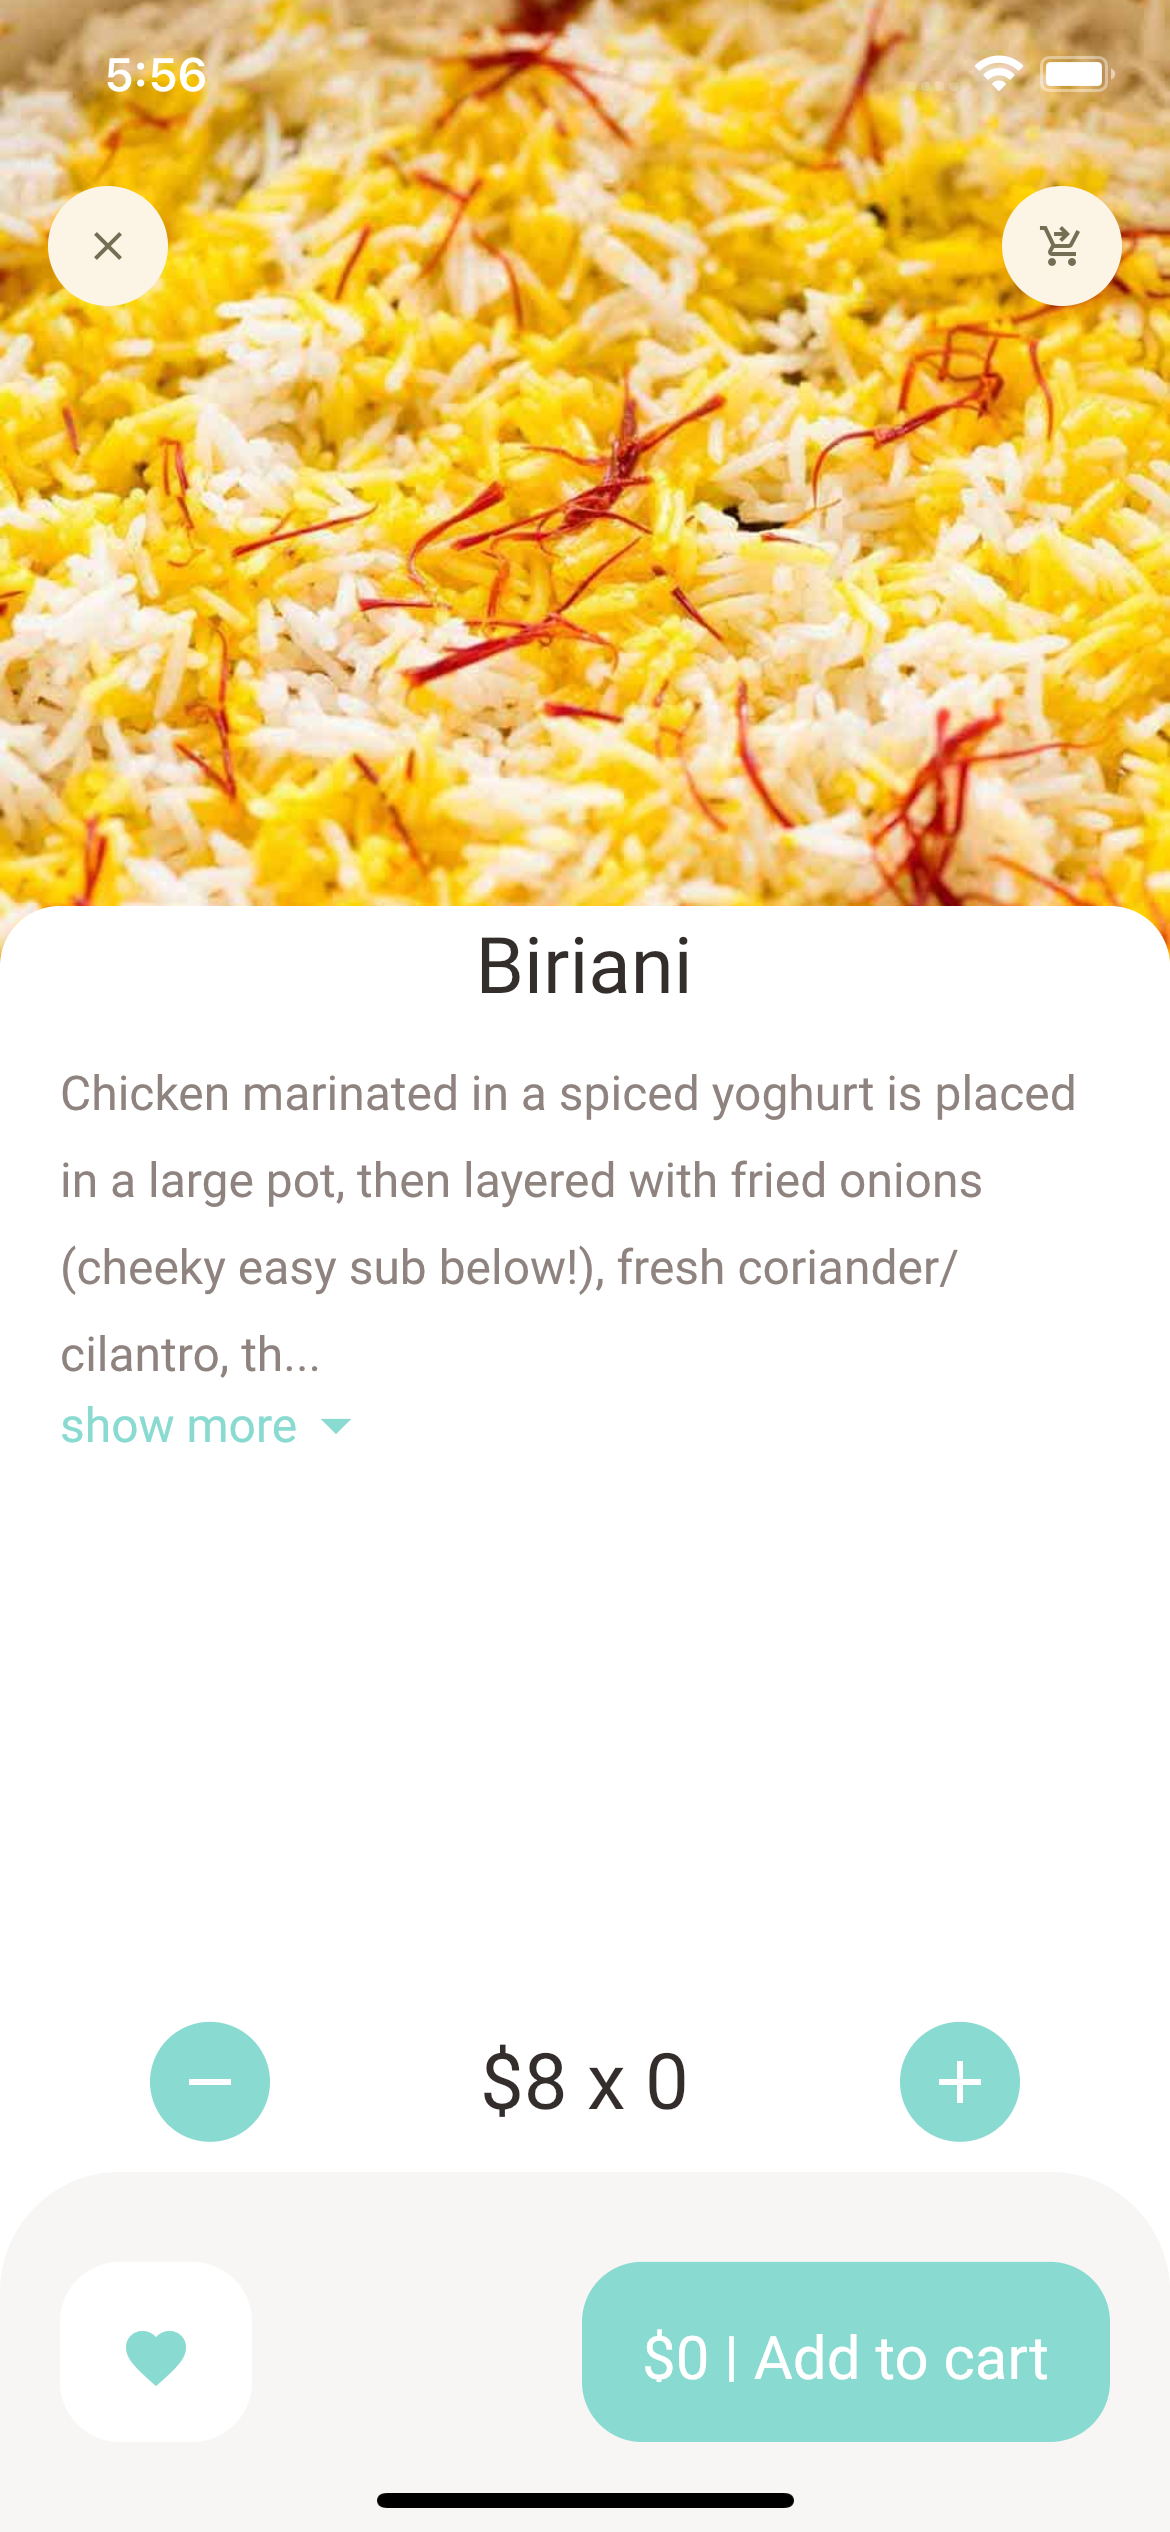 5:56
Biriani
Chicken marinated in a spiced yoghurt is placed
in a large pot, then layered with fried onions
(cheeky easy sub below!), fresh coriander/
cilantro, th...
show more
$8 x 0
$0 | Add to cart